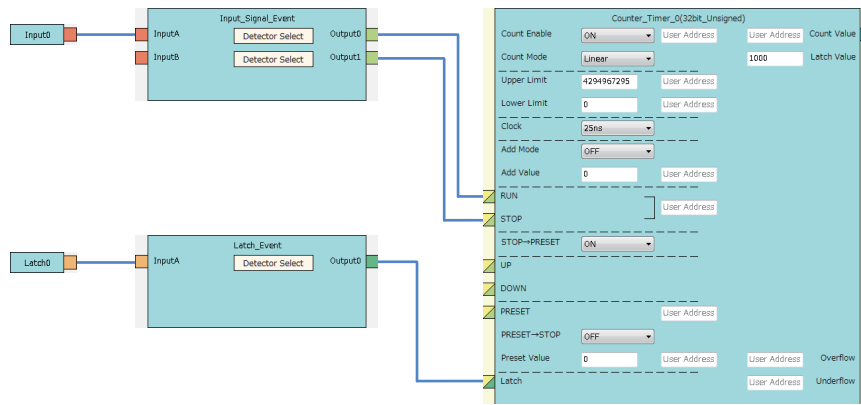 Input0
Input_Signal_Event
InputA Detector Select Output0
InputB Detector Select Output1
Latch0
Latch_Event
InputA Detector Select Output0
Counter_Timer_0(32bit_Unsigned)
Count Enable ON User Address User Address Count Value
Count Mode Linear 1000 Latch Value
Upper Limit 4294967295 User Address
Lower Limit 0 User Address
Clock 25ns
Add Mode OFF
Add Value 0 User Address
RUN
User Address
STOP
STOP→PRESET ON
UP
DOWN
PRESET User Address
PRESET→STOP OFF
Preset Value 0 User Address User Address Overflow
Latch User Address Underflow